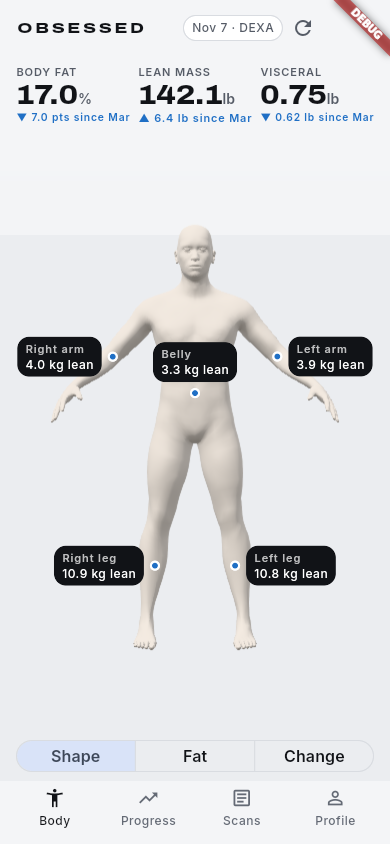 OBSESSED
Nov 7 · DEXA
DEBUG
BODY FAT
17.0%
▼ 7.0 pts since Mar
LEAN MASS
142.1lb
▲ 6.4 lb since Mar
VISCERAL
0.75lb
▼ 0.62 lb since Mar
Right arm
4.0 kg lean
Belly
3.3 kg lean
Left arm
3.9 kg lean
Right leg
10.9 kg lean
Left leg
10.8 kg lean
Shape
Fat
Change
Body
Progress
Scans
Profile